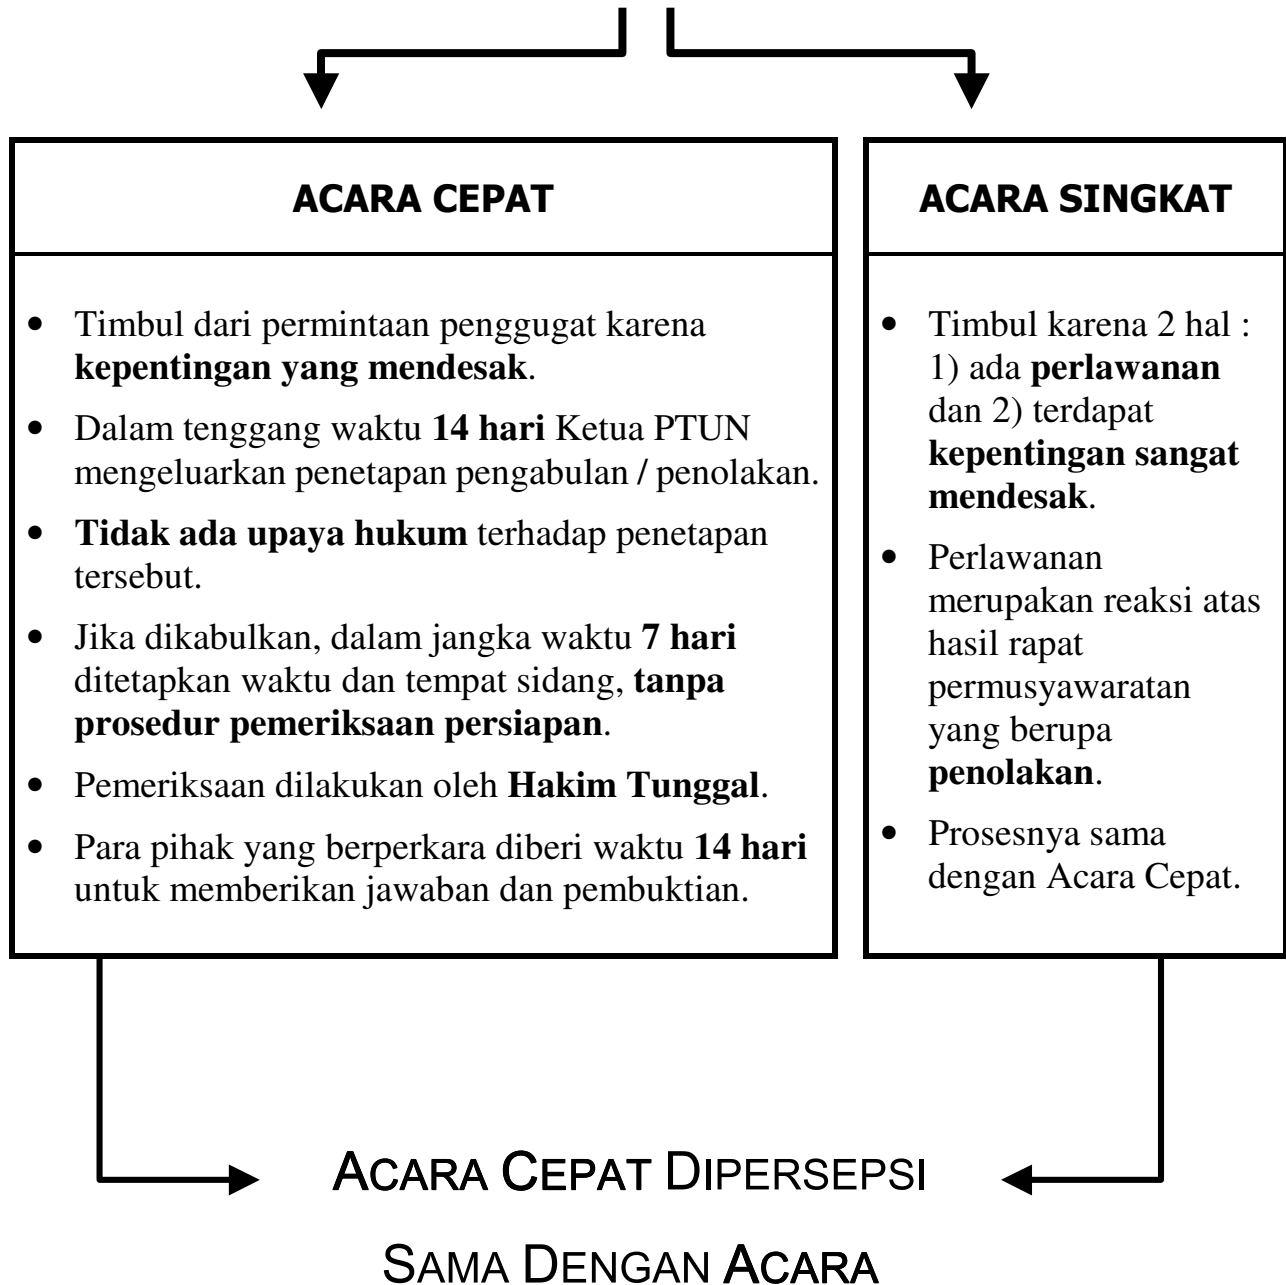 ACARA CEPAT
• Timbul dari permintaan penggugat karena
kepentingan yang mendesak.
• Dalam tenggang waktu 14 hari Ketua PTUN
mengeluarkan penetapan pengabulan / penolakan.
• Tidak ada upaya hukum terhadap penetapan
tersebut.
• Jika dikabulkan, dalam jangka waktu 7 hari
ditetapkan waktu dan tempat sidang, tanpa
prosedur pemeriksaan persiapan.
• Pemeriksaan dilakukan oleh Hakim Tunggal.
• Para pihak yang berperkara diberi waktu 14 hari
untuk memberikan jawaban dan pembuktian.
ACARA SINGKAT
• Timbul karena 2 hal :
1) ada perlawanan
dan 2) terdapat
kepentingan sangat
mendesak.
• Perlawanan
merupakan reaksi atas
hasil rapat
permusyawaratan
yang berupa
penolakan.
• Prosesnya sama
dengan Acara Cepat.
ACARA CEPAT DIPERSEPSI
SAMA DENGAN ACARA